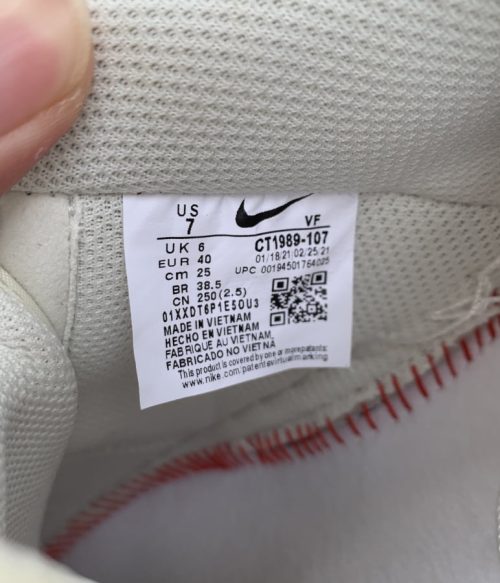 US
7
VF
UK 6
EUR 40
cm 25
BR 38.5
CN 250(2.5)
CT1989-107
01/18/21 02/25/21
UPC 00194501764025
01XXDT6P1E5OU3
MADE IN VIETNAM
HECHO EN VIETNAM
FABRIQUE AU VIETNAM
FABRICADO NO VIETNA
This product is covered by one or more patents:
www.nike.com/patentsvirtualmarking